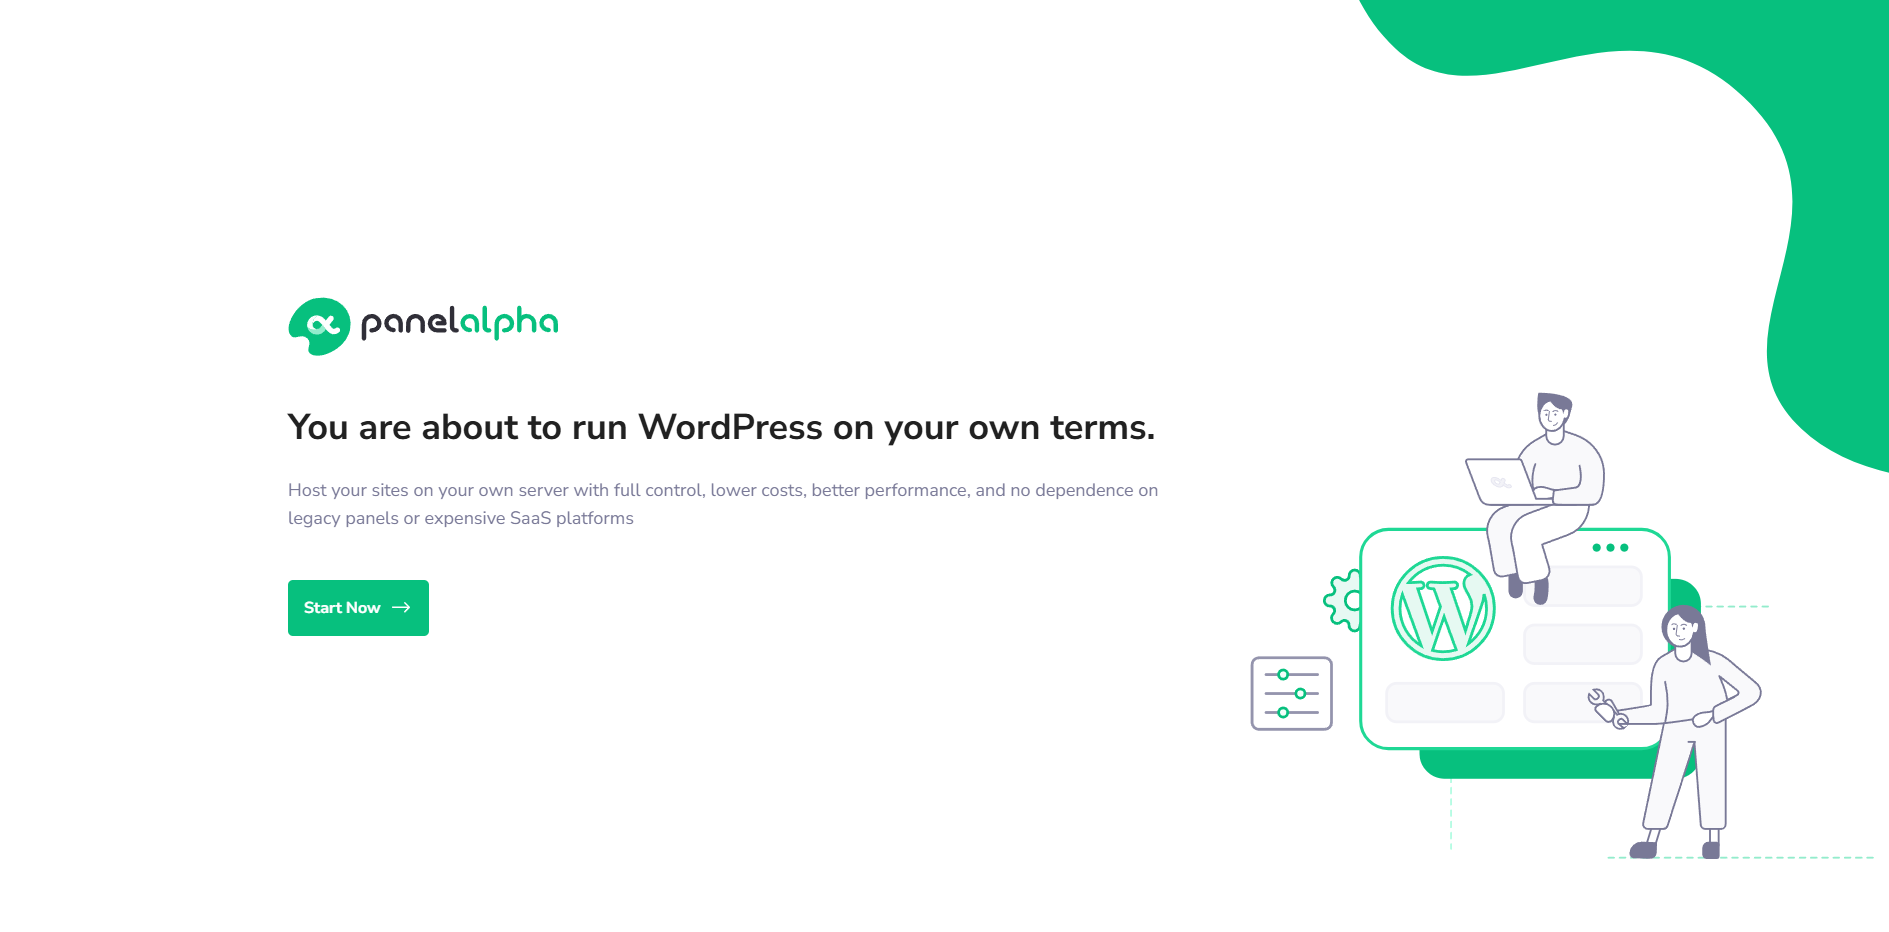 panelalpha
You are about to run WordPress on your own terms.
Host your sites on your own server with full control, lower costs, better performance, and no dependence on
legacy panels or expensive SaaS platforms
Start Now